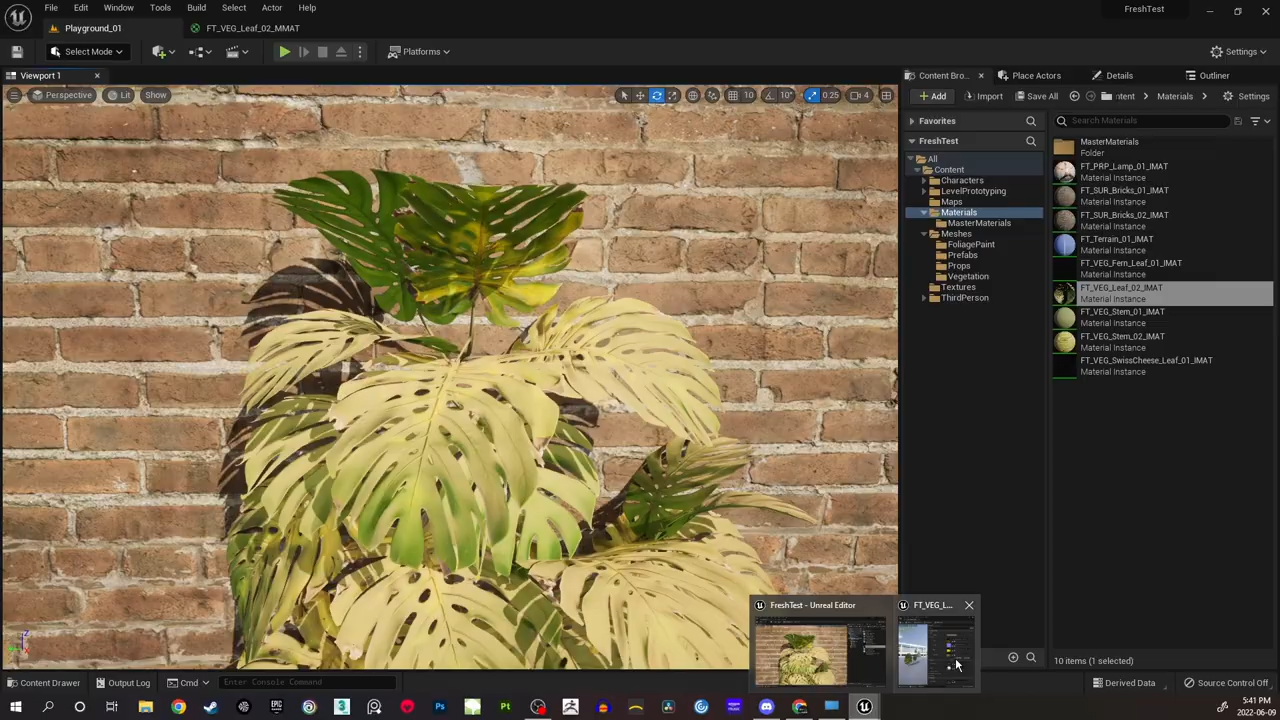 File Edit Window Tools Build Select Actor Help FreshTest
Playground_01 FT_VEG_Leaf_02_MMAT
Select Mode Platforms Settings
Viewport 1 Content Bro... Place Actors Details Outliner
Perspective Lit Show 10 10° 0.25 4 Add Import Save All ntent Materials Settings
Favorites Search Materials
FreshTest
MasterMaterials
Folder
All
Content
Characters
LevelPrototyping
Maps
Materials
MasterMaterials
Meshes
FoliagePaint
Prefabs
Props
Vegetation
Textures
ThirdPerson
FT_PRP_Lamp_01_IMAT
Material Instance
FT_SUR_Bricks_01_IMAT
Material Instance
FT_SUR_Bricks_02_IMAT
Material Instance
FT_Terrain_01_IMAT
Material Instance
FT_VEG_Fern_Leaf_01_IMAT
Material Instance
FT_VEG_Leaf_02_IMAT
Material Instance
FT_VEG_Stem_01_IMAT
Material Instance
FT_VEG_Stem_02_IMAT
Material Instance
FT_VEG_SwissCheese_Leaf_01_IMAT
Material Instance
FreshTest - Unreal Editor FT_VEG_L...
10 items (1 selected)
Content Drawer Output Log Cmd Enter Console Command Derived Data Source Control Off
5:41 PM
2022-06-09